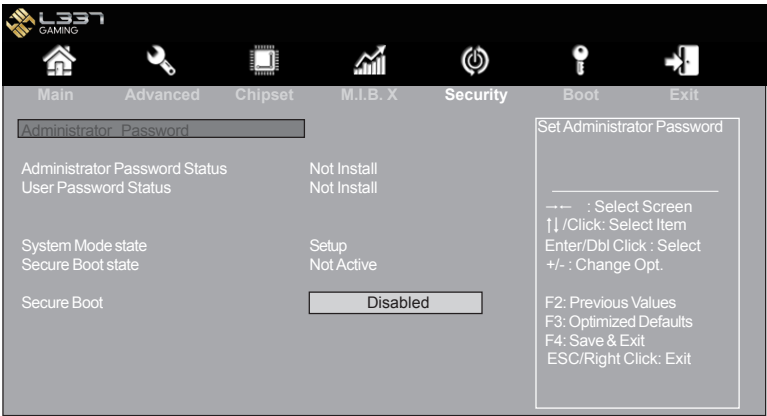 L337
GAMING
Main Advanced Chipset M.I.B. X Security Boot Exit
Administrator Password
Administrator Password Status Not Install
User Password Status Not Install
System Mode state Setup
Secure Boot state Not Active
Secure Boot Disabled
Set Administrator Password
→← : Select Screen
↑↓/Click: Select Item
Enter/Dbl Click : Select
+/- : Change Opt.
F2: Previous Values
F3: Optimized Defaults
F4: Save & Exit
ESC/Right Click: Exit